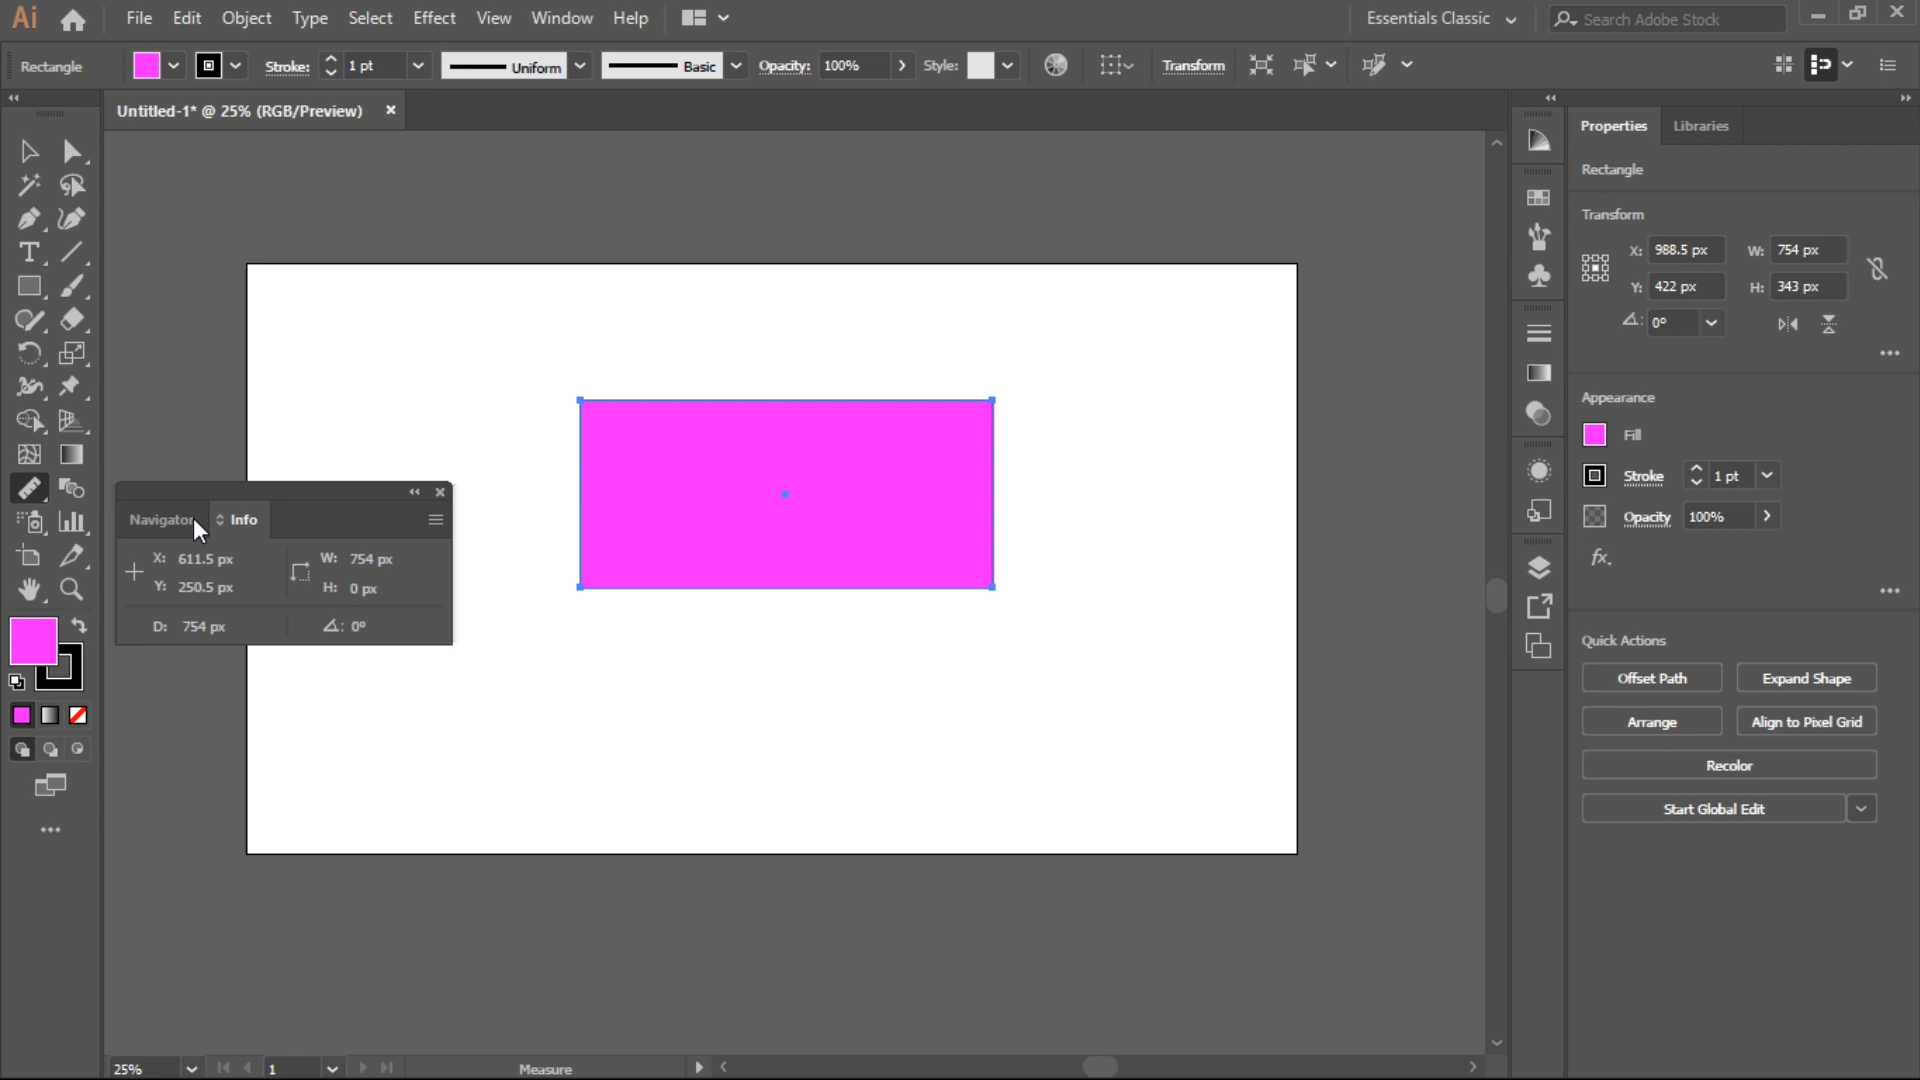 Ai File Edit Object Type Select Effect View Window Help Essentials Classic Search Adobe Stock
Rectangle Stroke: 1 pt Uniform Basic Opacity: 100% Style: Transform
Untitled-1* @ 25% (RGB/Preview)
Properties Libraries
Rectangle
Transform
X: 988.5 px W: 754 px
Y: 422 px H: 343 px
0°
Appearance
Fill
Stroke 1 pt
Opacity 100%
fx.
Quick Actions
Offset Path Expand Shape
Arrange Align to Pixel Grid
Recolor
Start Global Edit
T
Navigator Info
X: 611.5 px W: 754 px
Y: 250.5 px H: 0 px
D: 754 px 0°
25% 1 Measure